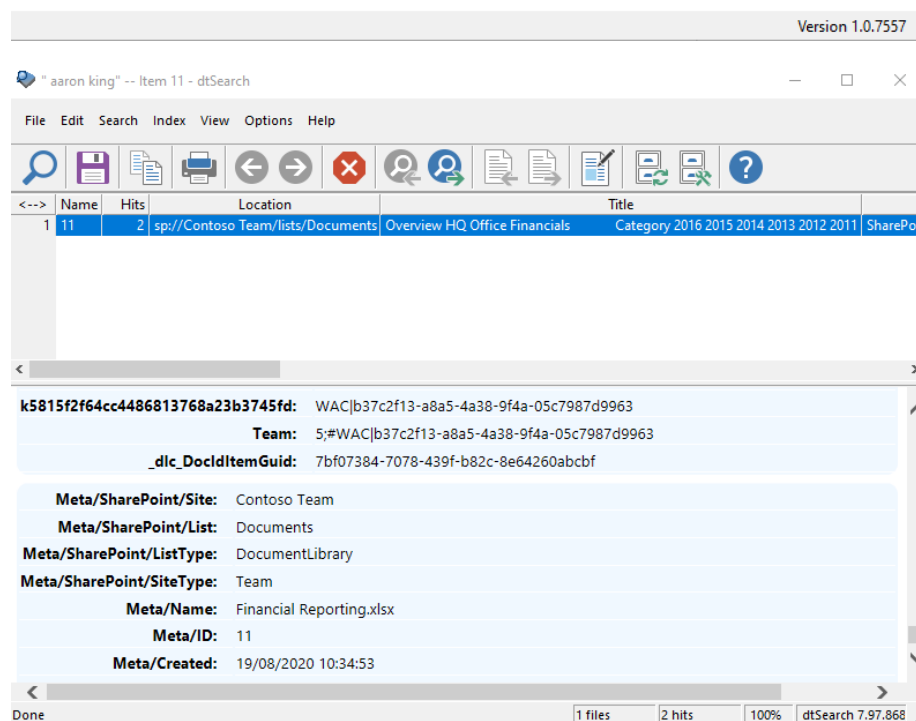 Version 1.0.7557
" aaron king" -- Item 11 - dtSearch
File Edit Search Index View Options Help
<--> Name Hits Location Title
1 11 2 sp://Contoso Team/lists/Documents Overview HQ Office Financials Category 2016 2015 2014 2013 2012 2011 SharePo
k5815f2f64cc4486813768a23b3745fd: WAC|b37c2f13-a8a5-4a38-9f4a-05c7987d9963
Team: 5;#WAC|b37c2f13-a8a5-4a38-9f4a-05c7987d9963
_dlc_DocIdItemGuid: 7bf07384-7078-439f-b82c-8e64260abcbf
Meta/SharePoint/Site: Contoso Team
Meta/SharePoint/List: Documents
Meta/SharePoint/ListType: DocumentLibrary
Meta/SharePoint/SiteType: Team
Meta/Name: Financial Reporting.xlsx
Meta/ID: 11
Meta/Created: 19/08/2020 10:34:53
Done 1 files 2 hits 100% dtSearch 7.97.868